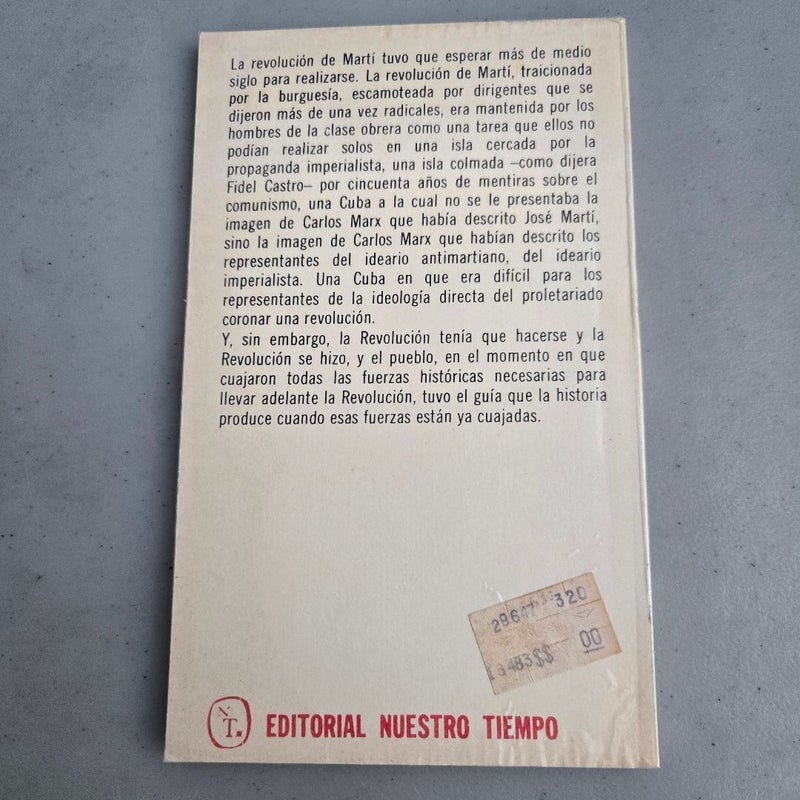 La revolución de Martí tuvo que esperar más de medio
siglo para realizarse. La revolución de Martí, traicionada
por la burguesía, escamoteada por dirigentes que se
dijeron más de una vez radicales, era mantenida por los
hombres de la clase obrera como una tarea que ellos no
podían realizar solos en una isla cercada por la
propaganda imperialista, una isla colmada –como dijera
Fidel Castro– por cincuenta años de mentiras sobre el
comunismo, una Cuba a la cual no se le presentaba la
imagen de Carlos Marx que había descrito José Martí,
sino la imagen de Carlos Marx que habían descrito los
representantes del ideario antimartiano, del ideario
imperialista. Una Cuba en que era difícil para los
representantes de la ideología directa del proletariado
coronar una revolución.
Y, sin embargo, la Revolución tenía que hacerse y la
Revolución se hizo, y el pueblo, en el momento en que
cuajaron todas las fuerzas históricas necesarias para
llevar adelante la Revolución, tuvo el guía que la historia
produce cuando esas fuerzas están ya cuajadas.
320
00
N.T.
EDITORIAL NUESTRO TIEMPO